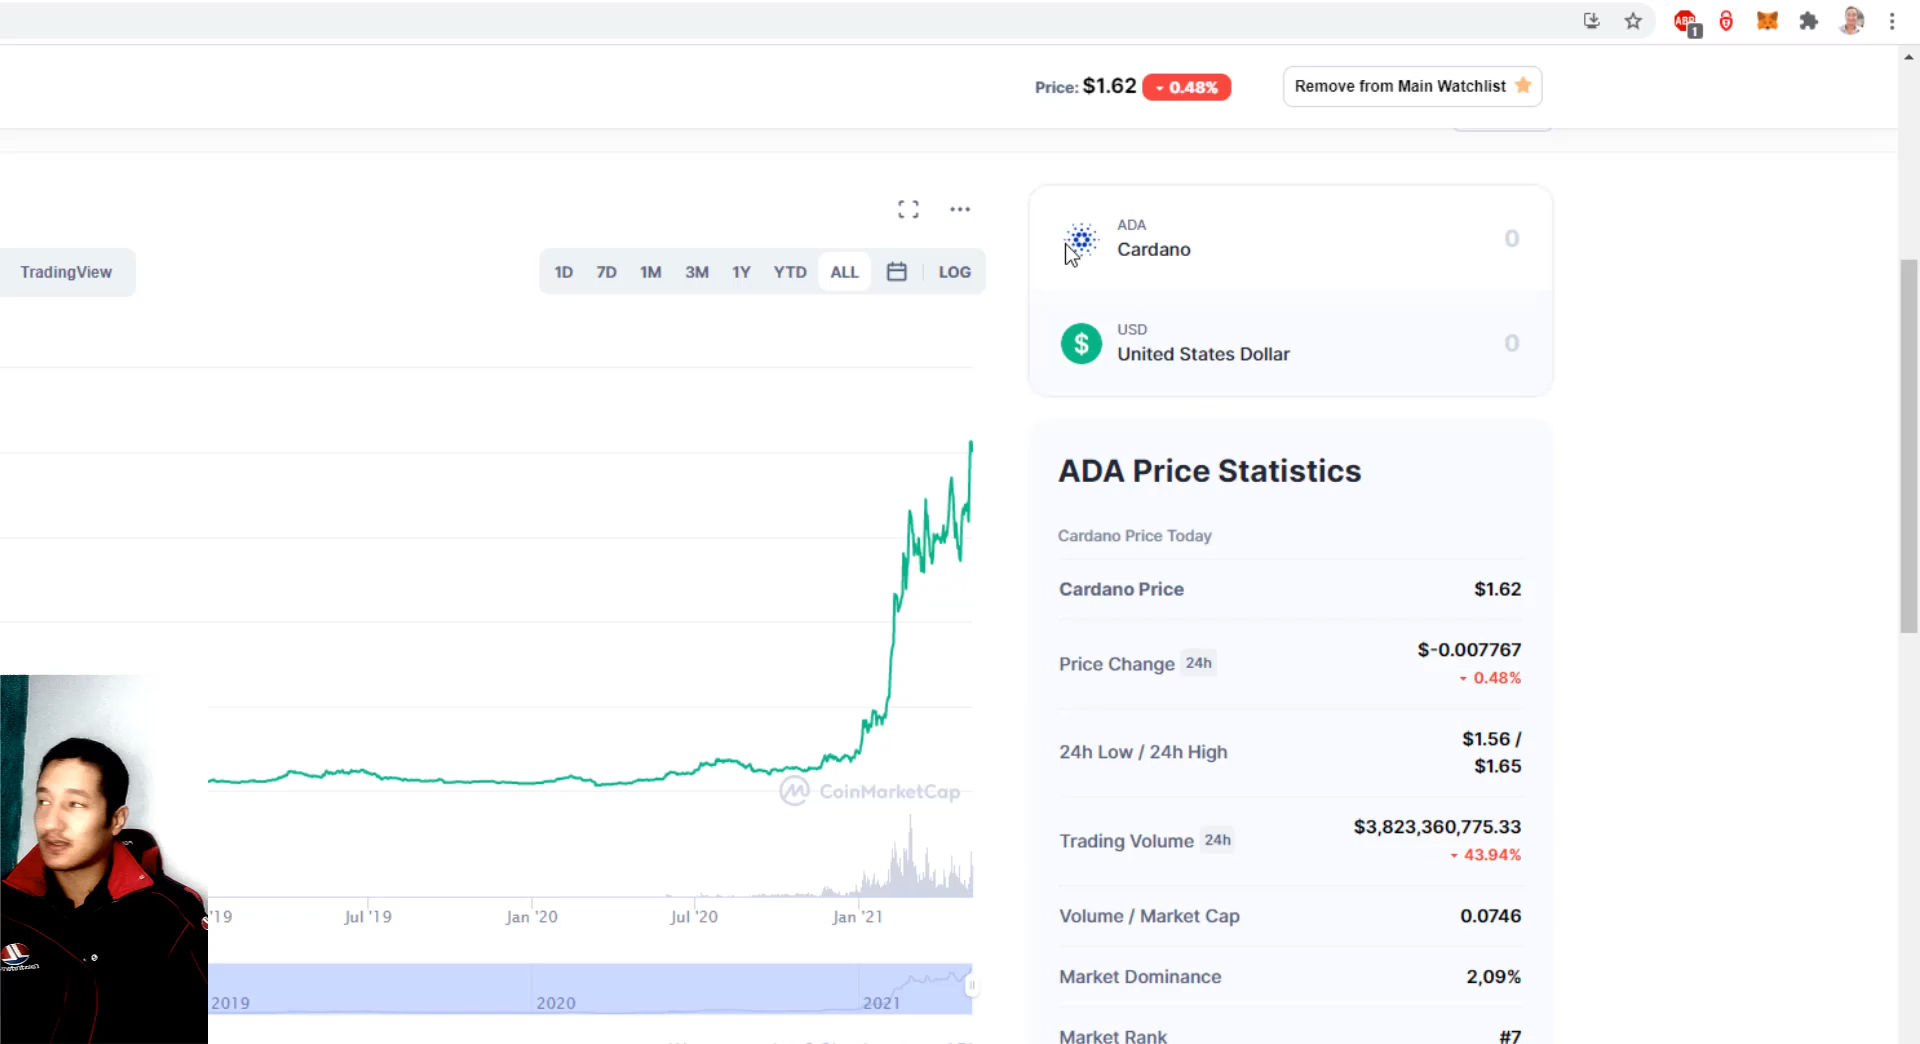 ABP
1
Price: $1.62 0.48%
Remove from Main Watchlist
ADA
Cardano
0
TradingView
1D 7D 1M 3M 1Y YTD ALL LOG
USD
United States Dollar
0
ADA Price Statistics
Cardano Price Today
Cardano Price $1.62
Price Change 24h $-0.007767
0.48%
24h Low / 24h High $1.56 /
$1.65
CoinMarketCap
Trading Volume 24h $3,823,360,775.33
43.94%
'19 Jul '19 Jan '20 Jul '20 Jan '21
Volume / Market Cap 0.0746
Market Dominance 2,09%
2019 2020 2021
Market Rank #7